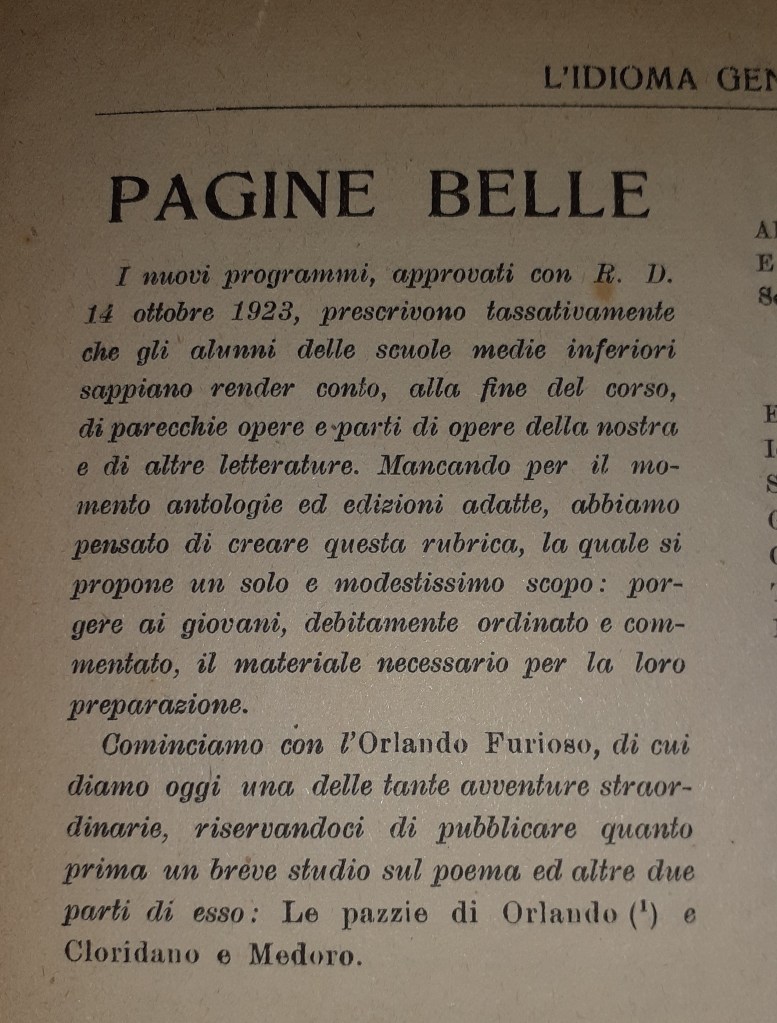 L'IDIOMA GEN
PAGINE BELLE
I nuovi programmi, approvati con R. D.
14 ottobre 1923, prescrivono tassativamente
che gli alunni delle scuole medie inferiori
sappiano render conto, alla fine del corso,
di parecchie opere e parti di opere della nostra
e di altre letterature. Mancando per il mo-
mento antologie ed edizioni adatte, abbiamo
pensato di creare questa rubrica, la quale si
propone un solo e modestissimo scopo: por-
gere ai giovani, debitamente ordinato e com-
mentato, il materiale necessario per la loro
preparazione.
Cominciamo con l'Orlando Furioso, di cui
diamo oggi una delle tante avventure straor-
dinarie, riservandoci di pubblicare quanto
prima un breve studio sul poema ed altre due
parti di esso: Le pazzie di Orlando (¹) e
Cloridano e Medoro.